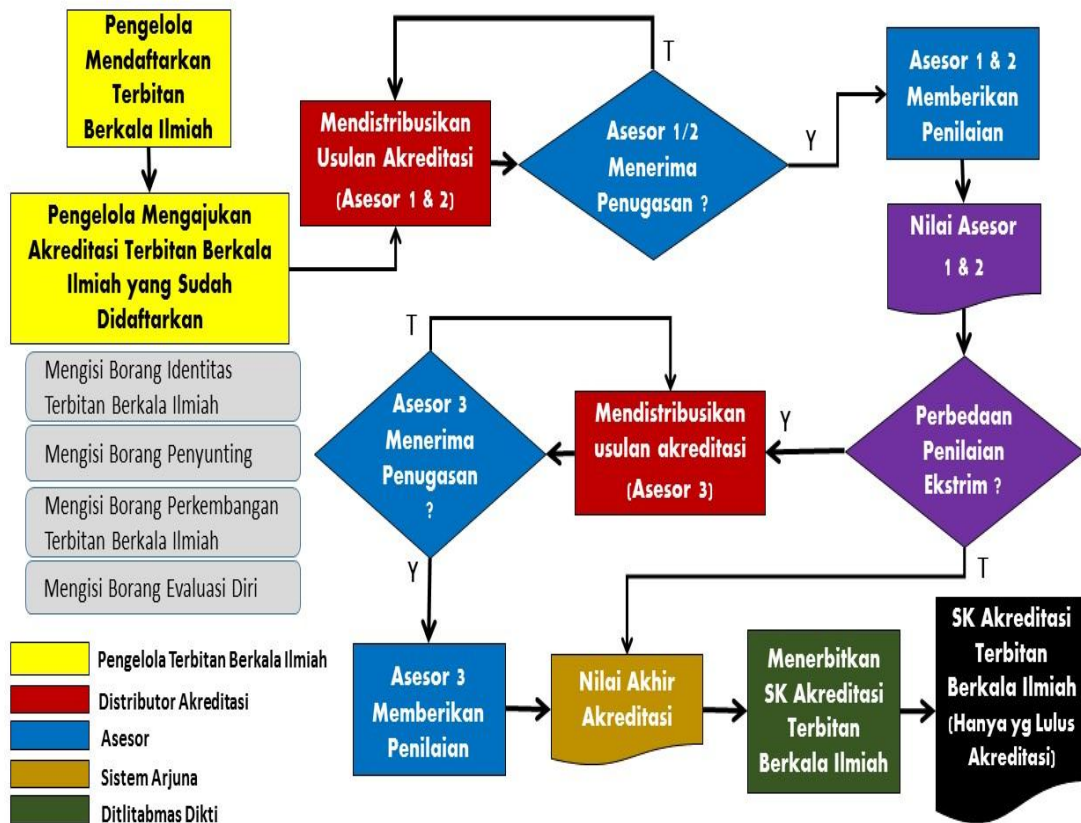 Pengelola
Mendaftarkan
Terbitan
Berkala Ilmiah
Pengelola Mengajukan
Akreditasi Terbitan Berkala
Ilmiah yang Sudah
Didaftarkan
Mengisi Borang Identitas
Terbitan Berkala Ilmiah
Mengisi Borang Penyunting
Mengisi Borang Perkembangan
Terbitan Berkala Ilmiah
Mengisi Borang Evaluasi Diri
Mendistribusikan
Usulan Akreditasi
(Asesor 1 & 2)
T
Asesor 1/2
Menerima
Penugasan ?
Y
Asesor 1 & 2
Memberikan
Penilaian
Nilai Asesor
1 & 2
Perbedaan
Penilaian
Ekstrim ?
Y
T
Mendistribusikan
usulan akreditasi
(Asesor 3)
T
Asesor 3
Menerima
Penugasan
?
Y
Asesor 3
Memberikan
Penilaian
Nilai Akhir
Akreditasi
Menerbitkan
SK Akreditasi
Terbitan
Berkala Ilmiah
SK Akreditasi
Terbitan
Berkala Ilmiah
(Hanya yg Lulus
Akreditasi)
Pengelola Terbitan Berkala Ilmiah
Distributor Akreditasi
Asesor
Sistem Arjuna
Ditlitabmas Dikti